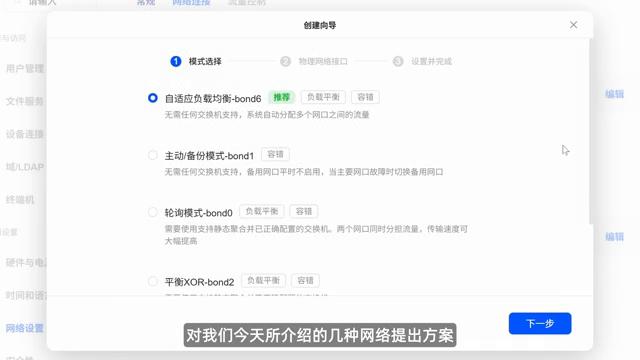 请输入
常规
网络连接
流量控制
创建向导
与访问
1 模式选择
2 物理网络接口
3 设置并完成
用户管理
文件服务
编辑
自适应负载均衡-bond6 推荐 负载平衡 容错
无需任何交换机支持，系统自动分配多个网口之间的流量
设备连接
主动/备份模式-bond1 容错
无需任何交换机支持，备用网口平时不启用，当主要网口故障时切换备用网口
域/LDAP
终端机
轮询模式-bond0 负载平衡 容错
需要使用支持静态聚合并已正确配置的交换机。两个网口同时分担流量，传输速度可
大幅提高
设置
编辑
硬件与电
平衡XOR-bond2 负载平衡 容错
时间和语
网络设置
下一步
对我们今天所介绍的几种网络提出方案